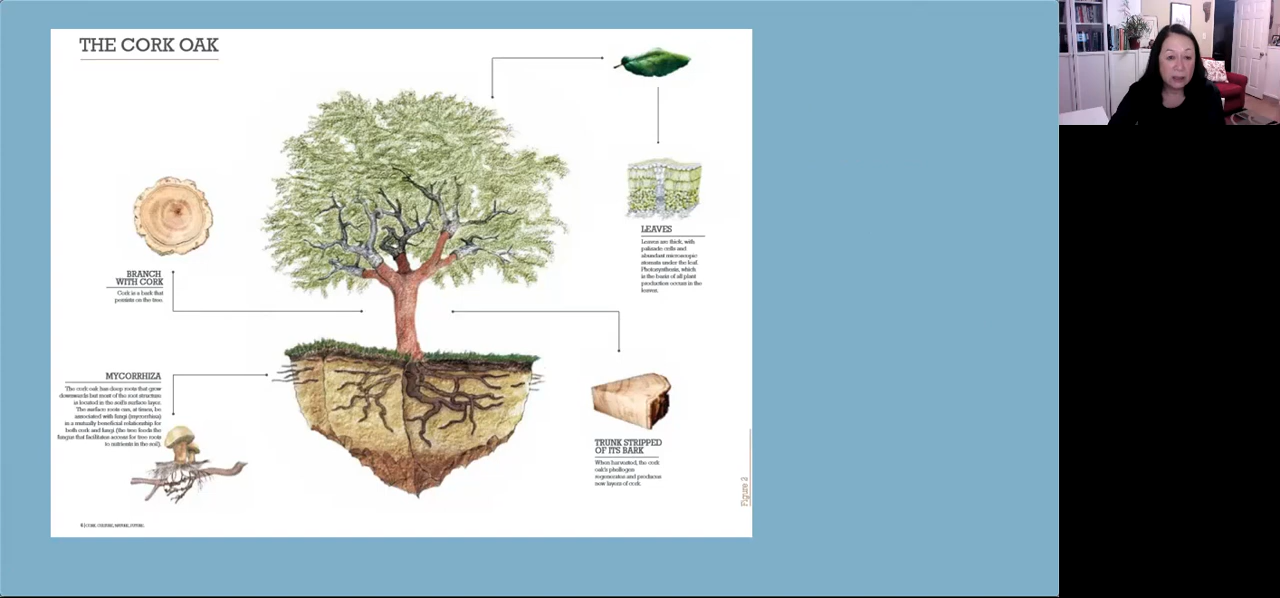 THE CORK OAK
LEAVES
Leaves are thick, with
palisade cells and
abundant microscopic
stomata under the leaf.
Photosynthesis, which
is the basis of all plant
production occurs in the
leaves.
BRANCH
WITH CORK
Cork is a bark that
persists on the tree.
MYCORRHIZA
The cork oak has deep roots that grow
downwards but most of the root structure
is located in the soil's surface layer.
The surface roots can, at times, be
associated with fungi (mycorrhiza)
in a mutually beneficial relationship for
both cork and fungi (the tree feeds the
fungus that facilitates access for tree roots
to nutrients in the soil).
TRUNK STRIPPED
OF ITS BARK
When harvested, the cork
oak's phellogen
regenerates and produces
new layers of cork.
Figure 2
CORK. CULTURE, NATURE, FUTURE.